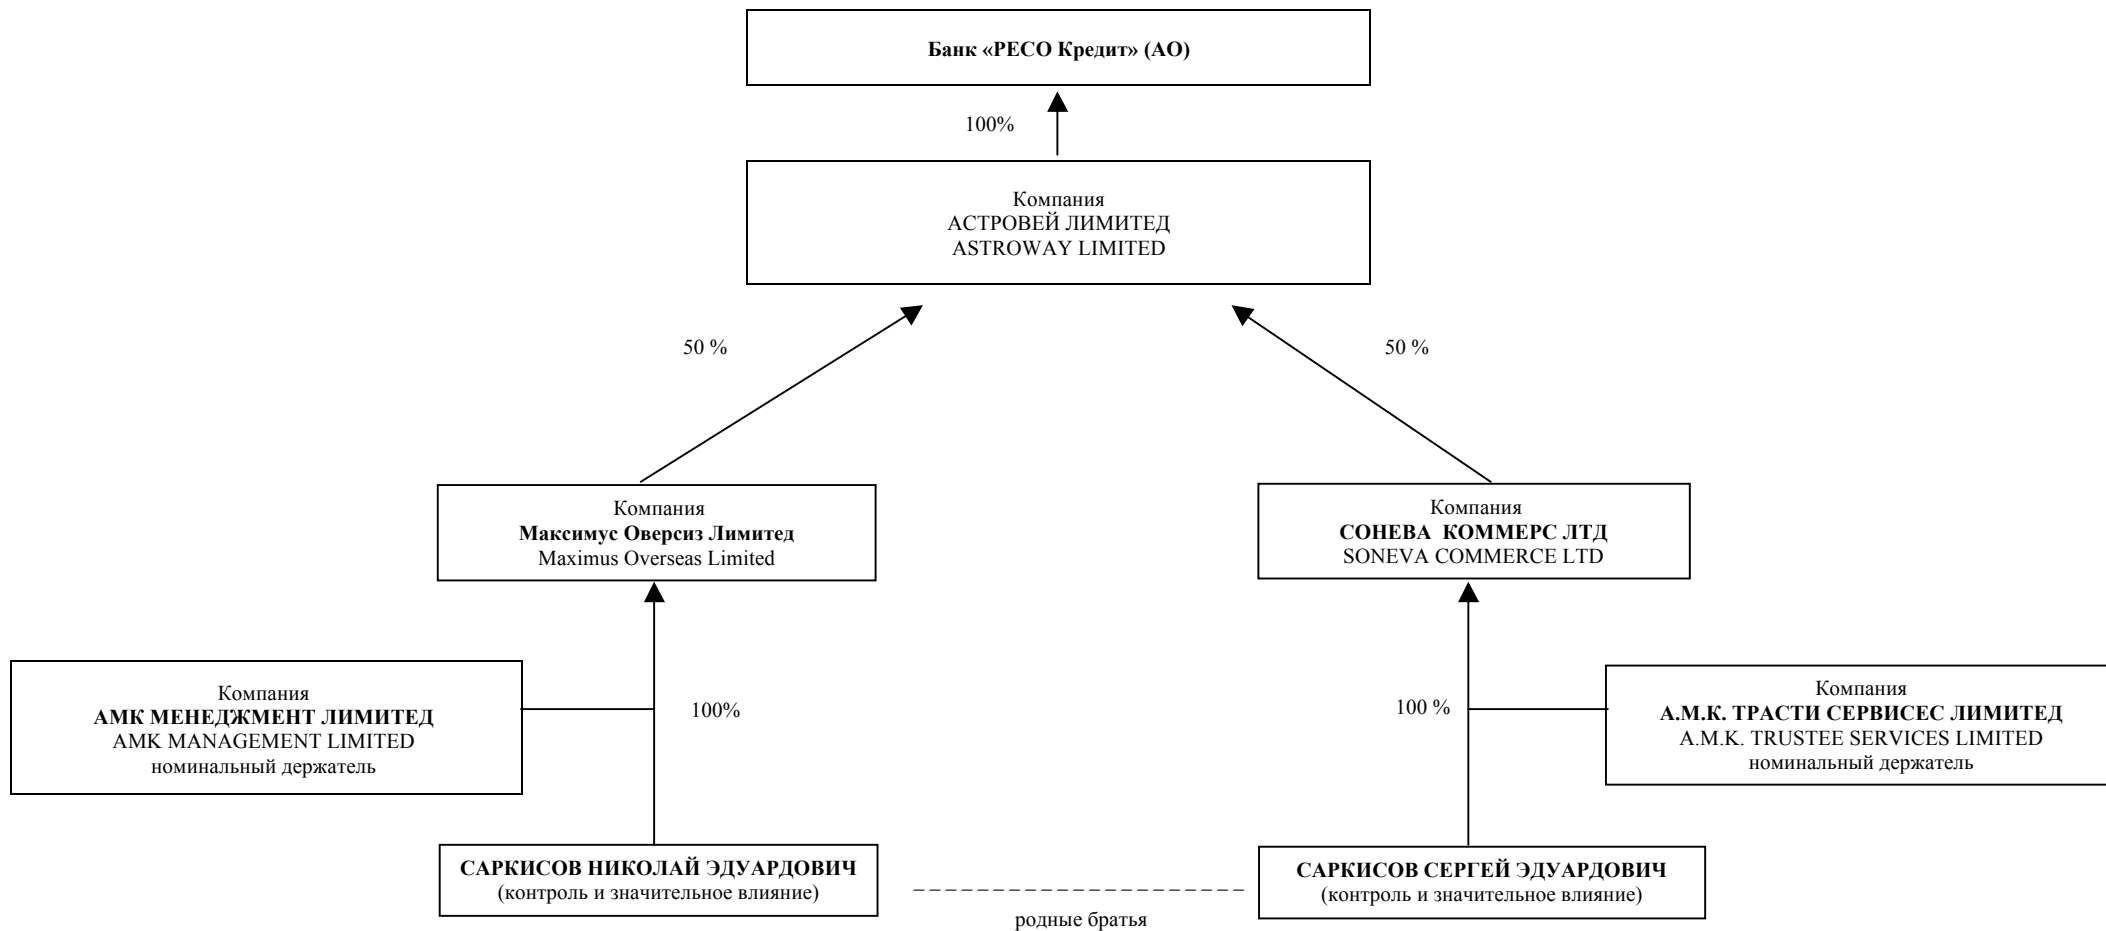 Банк «РЕСО Кредит» (АО)
100%
Компания
АСТРОВЕЙ ЛИМИТЕД
ASTROWAY LIMITED
50 %
50 %
Компания
Максимус Оверсиз Лимитед
Maximus Overseas Limited
Компания
СОНЕВА КОММЕРС ЛТД
SONEVA COMMERCE LTD
Компания
АМК МЕНЕДЖМЕНТ ЛИМИТЕД
AMK MANAGEMENT LIMITED
номинальный держатель
100%
100 %
Компания
А.М.К. ТРАСТИ СЕРВИСЕС ЛИМИТЕД
A.M.K. TRUSTEE SERVICES LIMITED
номинальный держатель
САРКИСОВ НИКОЛАЙ ЭДУАРДОВИЧ
(контроль и значительное влияние)
САРКИСОВ СЕРГЕЙ ЭДУАРДОВИЧ
(контроль и значительное влияние)
родные братья